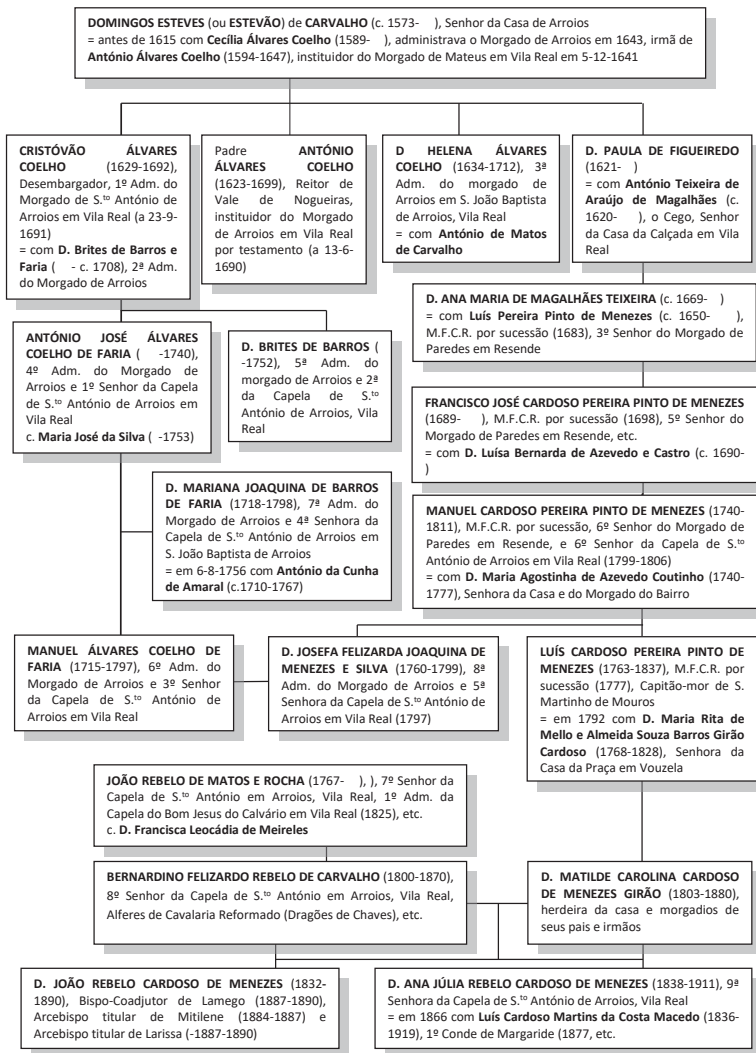 DOMINGOS ESTEVES (ou ESTEVÃO) de CARVALHO (c. 1573- ), Senhor da Casa de Arroios
= antes de 1615 com Cecília Álvares Coelho (1589- ), administrava o Morgado de Arroios em 1643, irmã de
António Álvares Coelho (1594-1647), instituidor do Morgado de Mateus em Vila Real em 5-12-1641
CRISTÓVÃO ÁLVARES
COELHO (1629-1692),
Desembargador, 1º Adm. do
Morgado de S.to António de
Arroios em Vila Real (a 23-9-
1691)
= com D. Brites de Barros e
Faria ( - c. 1708), 2ª Adm.
do Morgado de Arroios
Padre ANTÓNIO
ÁLVARES COELHO
(1623-1699), Reitor de
Vale de Nogueiras,
instituidor do Morgado
de Arroios em Vila Real
por testamento (a 13-6-
1690)
D HELENA ÁLVARES
COELHO (1634-1712), 3ª
Adm. do morgado de
Arroios em S. João Baptista
de Arroios, Vila Real
= com António de Matos
de Carvalho
D. PAULA DE FIGUEIREDO
(1621- )
= com António Teixeira de
Araújo de Magalhães (c.
1620- ), o Cego, Senhor
da Casa da Calçada em Vila
Real
D. ANA MARIA DE MAGALHÃES TEIXEIRA (c. 1669- )
= com Luís Pereira Pinto de Menezes (c. 1650- ),
M.F.C.R. por sucessão (1683), 3º Senhor do Morgado de
Paredes em Resende
ANTÓNIO JOSÉ ÁLVARES
COELHO DE FARIA ( -1740),
4º Adm. do Morgado de
Arroios e 1º Senhor da Capela
de S.to António de Arroios em
Vila Real
c. Maria José da Silva ( -1753)
D. BRITES DE BARROS (
-1752), 5ª Adm. do
morgado de Arroios e 2ª
da Capela de S.to
António de Arroios, Vila
Real
FRANCISCO JOSÉ CARDOSO PEREIRA PINTO DE MENEZES
(1689- ), M.F.C.R. por sucessão (1698), 5º Senhor do
Morgado de Paredes em Resende, etc.
= com D. Luísa Bernarda de Azevedo e Castro (c. 1690-
)
D. MARIANA JOAQUINA DE BARROS
DE FARIA (1718-1798), 7ª Adm. do
Morgado de Arroios e 4ª Senhora da
Capela de S.to António de Arroios em
S. João Baptista de Arroios
= em 6-8-1756 com António da Cunha
de Amaral (c.1710-1767)
MANUEL CARDOSO PEREIRA PINTO DE MENEZES (1740-
1811), M.F.C.R. por sucessão, 6º Senhor do Morgado de
Paredes em Resende, e 6º Senhor da Capela de S.to
António de Arroios em Vila Real (1799-1806)
= com D. Maria Agostinha de Azevedo Coutinho (1740-
1777), Senhora da Casa e do Morgado do Bairro
MANUEL ÁLVARES COELHO DE
FARIA (1715-1797), 6º Adm. do
Morgado de Arroios e 3º Senhor
da Capela de S.to António de
Arroios em Vila Real
D. JOSEFA FELIZARDA JOAQUINA DE
MENEZES E SILVA (1760-1799), 8ª
Adm. do Morgado de Arroios e 5ª
Senhora da Capela de S.to António de
Arroios em Vila Real (1797)
LUÍS CARDOSO PEREIRA PINTO DE
MENEZES (1763-1837), M.F.C.R. por
sucessão (1777), Capitão-mor de S.
Martinho de Mouros
= em 1792 com D. Maria Rita de
Mello e Almeida Souza Barros Girão
Cardoso (1768-1828), Senhora da
Casa da Praça em Vouzela
JOÃO REBELO DE MATOS E ROCHA (1767- ), ), 7º Senhor da
Capela de S.to António em Arroios, Vila Real, 1º Adm. da
Capela do Bom Jesus do Calvário em Vila Real (1825), etc.
c. D. Francisca Leocádia de Meireles
BERNARDINO FELIZARDO REBELO DE CARVALHO (1800-1870),
8º Senhor da Capela de S.to António em Arroios, Vila Real,
Alferes de Cavalaria Reformado (Dragões de Chaves), etc.
D. MATILDE CAROLINA CARDOSO
DE MENEZES GIRÃO (1803-1880),
herdeira da casa e morgadios de
seus pais e irmãos
D. JOÃO REBELO CARDOSO DE MENEZES (1832-
1890), Bispo-Coadjutor de Lamego (1887-1890),
Arcebispo titular de Mitilene (1884-1887) e
Arcebispo titular de Larissa (-1887-1890)
D. ANA JÚLIA REBELO CARDOSO DE MENEZES (1838-1911), 9ª
Senhora da Capela de S.to António de Arroios, Vila Real
= em 1866 com Luís Cardoso Martins da Costa Macedo (1836-
1919), 1º Conde de Margaride (1877, etc.